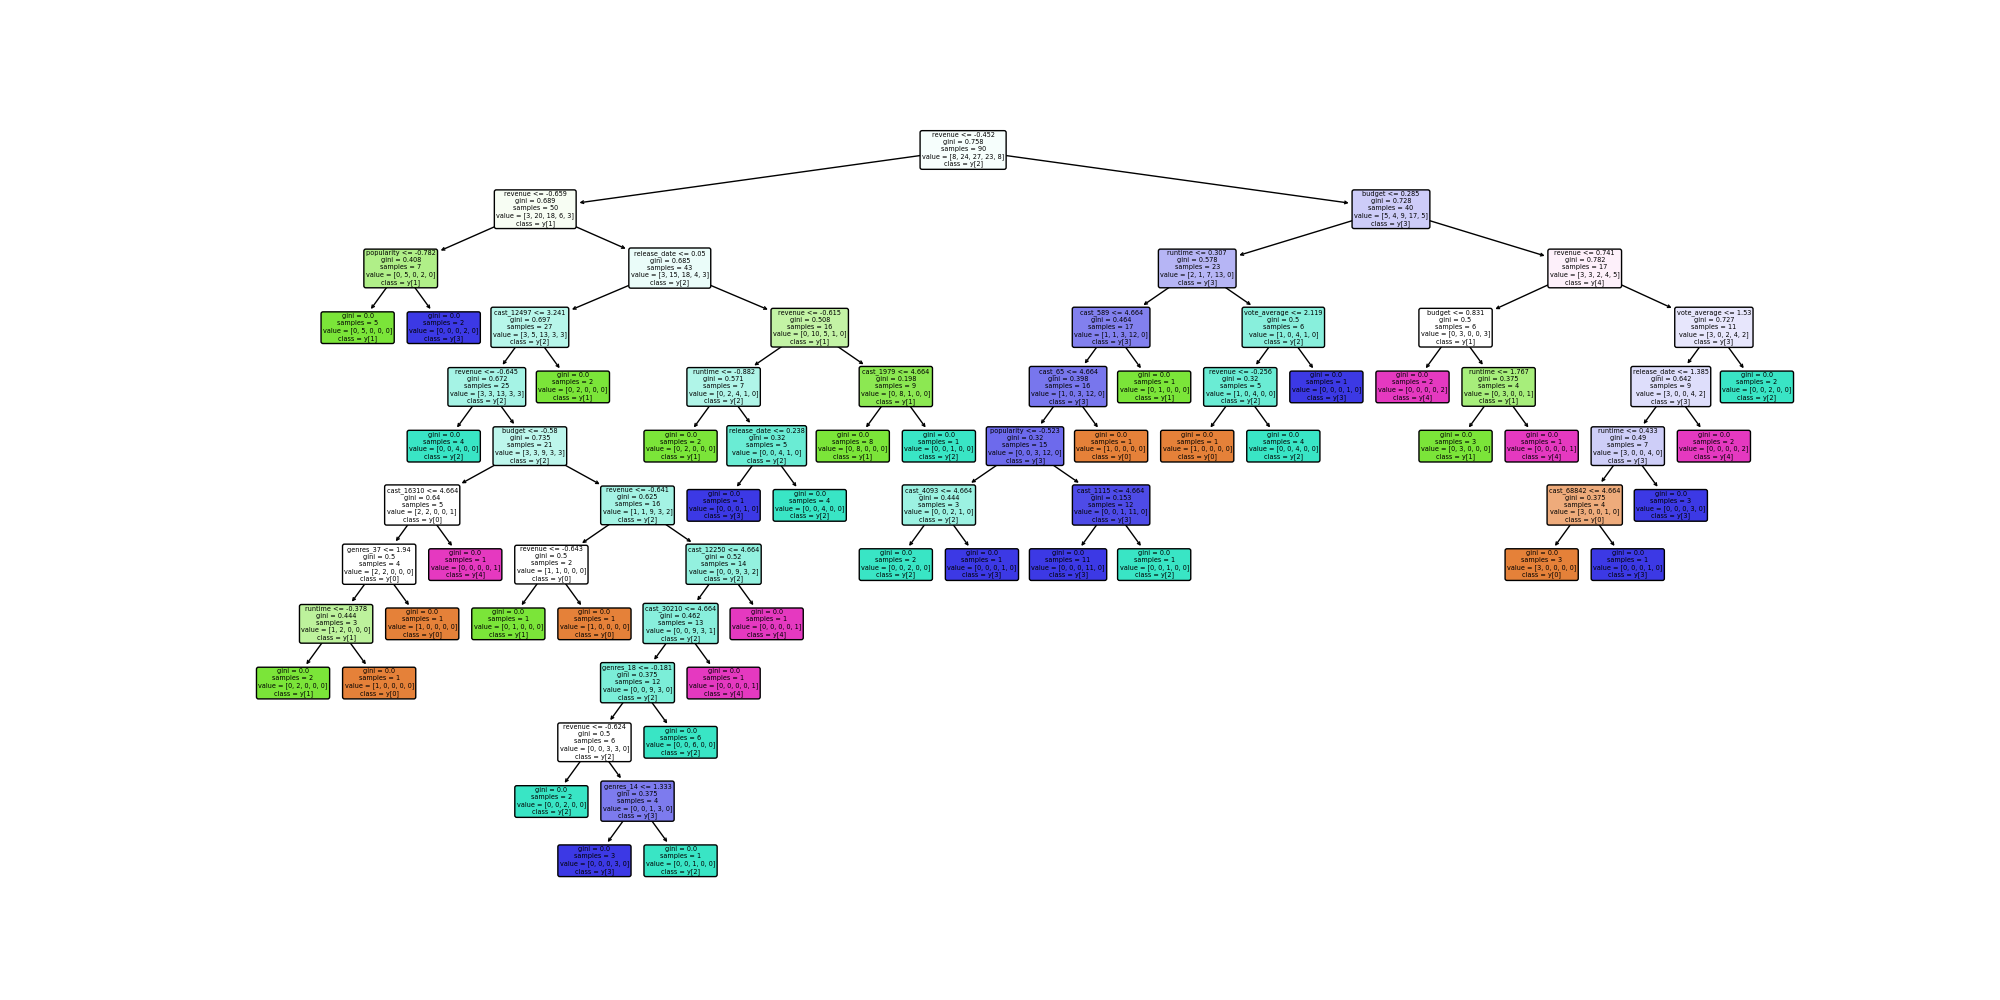 revenue <= -0.452
gini = 0.758
samples = 90
value = [8, 24, 27, 23, 8]
class = y[2]
revenue <= -0.659
gini = 0.689
samples = 50
value = [3, 20, 18, 6, 3]
class = y[1]
budget <= 0.285
gini = 0.728
samples = 40
value = [5, 4, 9, 17, 5]
class = y[3]
popularity <= -0.782
gini = 0.408
samples = 7
value = [0, 5, 0, 2, 0]
class = y[1]
release_date <= 0.05
gini = 0.685
samples = 43
value = [3, 15, 18, 4, 3]
class = y[2]
runtime <= 0.307
gini = 0.578
samples = 23
value = [2, 1, 7, 13, 0]
class = y[3]
revenue <= 0.741
gini = 0.782
samples = 17
value = [3, 3, 2, 4, 5]
class = y[4]
gini = 0.0
samples = 5
value = [0, 5, 0, 0, 0]
class = y[1]
gini = 0.0
samples = 2
value = [0, 0, 0, 2, 0]
class = y[3]
cast_12497 <= 3.241
gini = 0.697
samples = 27
value = [3, 5, 13, 3, 3]
class = y[2]
revenue <= -0.615
gini = 0.508
samples = 16
value = [0, 10, 5, 1, 0]
class = y[1]
cast_589 <= 4.664
gini = 0.464
samples = 17
value = [1, 1, 3, 12, 0]
class = y[3]
vote_average <= 2.119
gini = 0.5
samples = 6
value = [1, 0, 4, 1, 0]
class = y[2]
budget <= 0.831
gini = 0.5
samples = 6
value = [0, 3, 0, 0, 3]
class = y[1]
vote_average <= 1.53
gini = 0.727
samples = 11
value = [3, 0, 2, 4, 2]
class = y[3]
revenue <= -0.645
gini = 0.672
samples = 25
value = [3, 3, 13, 3, 3]
class = y[2]
gini = 0.0
samples = 2
value = [0, 2, 0, 0, 0]
class = y[1]
runtime <= -0.882
gini = 0.571
samples = 7
value = [0, 2, 4, 1, 0]
class = y[2]
cast_1979 <= 4.664
gini = 0.198
samples = 9
value = [0, 8, 1, 0, 0]
class = y[1]
cast_65 <= 4.664
gini = 0.398
samples = 16
value = [1, 0, 3, 12, 0]
class = y[3]
gini = 0.0
samples = 1
value = [0, 1, 0, 0, 0]
class = y[1]
revenue <= -0.256
gini = 0.32
samples = 5
value = [1, 0, 4, 0, 0]
class = y[2]
gini = 0.0
samples = 1
value = [0, 0, 0, 1, 0]
class = y[3]
gini = 0.0
samples = 2
value = [0, 0, 0, 0, 2]
class = y[4]
runtime <= 1.767
gini = 0.375
samples = 4
value = [0, 3, 0, 0, 1]
class = y[1]
release_date <= 1.385
gini = 0.642
samples = 9
value = [3, 0, 0, 4, 2]
class = y[3]
gini = 0.0
samples = 2
value = [0, 0, 2, 0, 0]
class = y[2]
gini = 0.0
samples = 4
value = [0, 0, 4, 0, 0]
class = y[2]
budget <= -0.58
gini = 0.735
samples = 21
value = [3, 3, 9, 3, 3]
class = y[2]
gini = 0.0
samples = 2
value = [0, 2, 0, 0, 0]
class = y[1]
release_date <= 0.238
gini = 0.32
samples = 5
value = [0, 0, 4, 1, 0]
class = y[2]
gini = 0.0
samples = 8
value = [0, 8, 0, 0, 0]
class = y[1]
gini = 0.0
samples = 1
value = [0, 0, 1, 0, 0]
class = y[2]
popularity <= -0.523
gini = 0.32
samples = 15
value = [0, 0, 3, 12, 0]
class = y[3]
gini = 0.0
samples = 1
value = [1, 0, 0, 0, 0]
class = y[0]
gini = 0.0
samples = 1
value = [1, 0, 0, 0, 0]
class = y[0]
gini = 0.0
samples = 4
value = [0, 0, 4, 0, 0]
class = y[2]
gini = 0.0
samples = 3
value = [0, 3, 0, 0, 0]
class = y[1]
gini = 0.0
samples = 1
value = [0, 0, 0, 0, 1]
class = y[4]
runtime <= 0.433
gini = 0.49
samples = 7
value = [3, 0, 0, 4, 0]
class = y[3]
gini = 0.0
samples = 2
value = [0, 0, 0, 0, 2]
class = y[4]
cast_16310 <= 4.664
gini = 0.64
samples = 5
value = [2, 2, 0, 0, 1]
class = y[0]
revenue <= -0.641
gini = 0.625
samples = 16
value = [1, 1, 9, 3, 2]
class = y[2]
gini = 0.0
samples = 1
value = [0, 0, 0, 1, 0]
class = y[3]
gini = 0.0
samples = 4
value = [0, 0, 4, 0, 0]
class = y[2]
cast_4093 <= 4.664
gini = 0.444
samples = 3
value = [0, 0, 2, 1, 0]
class = y[2]
cast_1115 <= 4.664
gini = 0.153
samples = 12
value = [0, 0, 1, 11, 0]
class = y[3]
cast_68842 <= 4.664
gini = 0.375
samples = 4
value = [3, 0, 0, 1, 0]
class = y[0]
gini = 0.0
samples = 3
value = [0, 0, 0, 3, 0]
class = y[3]
genres_37 <= 1.94
gini = 0.5
samples = 4
value = [2, 2, 0, 0, 0]
class = y[0]
gini = 0.0
samples = 1
value = [0, 0, 0, 0, 1]
class = y[4]
revenue <= -0.643
gini = 0.5
samples = 2
value = [1, 1, 0, 0, 0]
class = y[0]
cast_12250 <= 4.664
gini = 0.52
samples = 14
value = [0, 0, 9, 3, 2]
class = y[2]
gini = 0.0
samples = 2
value = [0, 0, 2, 0, 0]
class = y[2]
gini = 0.0
samples = 1
value = [0, 0, 0, 1, 0]
class = y[3]
gini = 0.0
samples = 11
value = [0, 0, 0, 11, 0]
class = y[3]
gini = 0.0
samples = 1
value = [0, 0, 1, 0, 0]
class = y[2]
gini = 0.0
samples = 3
value = [3, 0, 0, 0, 0]
class = y[0]
gini = 0.0
samples = 1
value = [0, 0, 0, 1, 0]
class = y[3]
runtime <= -0.378
gini = 0.444
samples = 3
value = [1, 2, 0, 0, 0]
class = y[1]
gini = 0.0
samples = 1
value = [1, 0, 0, 0, 0]
class = y[0]
gini = 0.0
samples = 1
value = [0, 1, 0, 0, 0]
class = y[1]
gini = 0.0
samples = 1
value = [1, 0, 0, 0, 0]
class = y[0]
cast_30210 <= 4.664
gini = 0.462
samples = 13
value = [0, 0, 9, 3, 1]
class = y[2]
gini = 0.0
samples = 1
value = [0, 0, 0, 0, 1]
class = y[4]
gini = 0.0
samples = 2
value = [0, 2, 0, 0, 0]
class = y[1]
gini = 0.0
samples = 1
value = [1, 0, 0, 0, 0]
class = y[0]
genres_18 <= -0.181
gini = 0.375
samples = 12
value = [0, 0, 9, 3, 0]
class = y[2]
gini = 0.0
samples = 1
value = [0, 0, 0, 0, 1]
class = y[4]
revenue <= -0.624
gini = 0.5
samples = 6
value = [0, 0, 3, 3, 0]
class = y[2]
gini = 0.0
samples = 6
value = [0, 0, 6, 0, 0]
class = y[2]
gini = 0.0
samples = 2
value = [0, 0, 2, 0, 0]
class = y[2]
genres_14 <= 1.333
gini = 0.375
samples = 4
value = [0, 0, 1, 3, 0]
class = y[3]
gini = 0.0
samples = 3
value = [0, 0, 0, 3, 0]
class = y[3]
gini = 0.0
samples = 1
value = [0, 0, 1, 0, 0]
class = y[2]